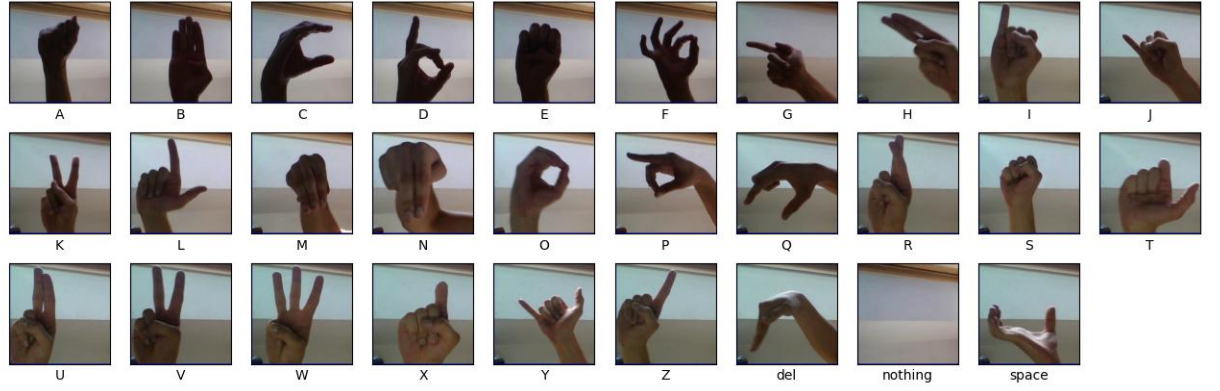 A B C D E F G H I J
K L M N O P Q R S T
U V W X Y Z del nothing space